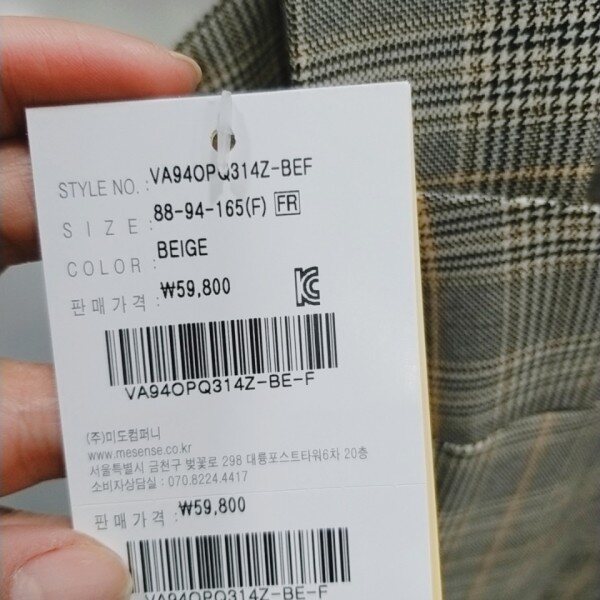 STYLE NO. : VA94OPQ314Z-BEF
SIZE : 88-94-165(F) FR
COLOR : BEIGE
판매가격 : ₩59,800
KC
VA94OPQ314Z-BE-F
(주)미도컴퍼니
www.mesense.co.kr
서울특별시 금천구 벚꽃로 298 대륭포스트타워6차 20층
소비자상담실 : 070.8224.4417
판매가격 : ₩59,800
VA94OPQ314Z-BE-F